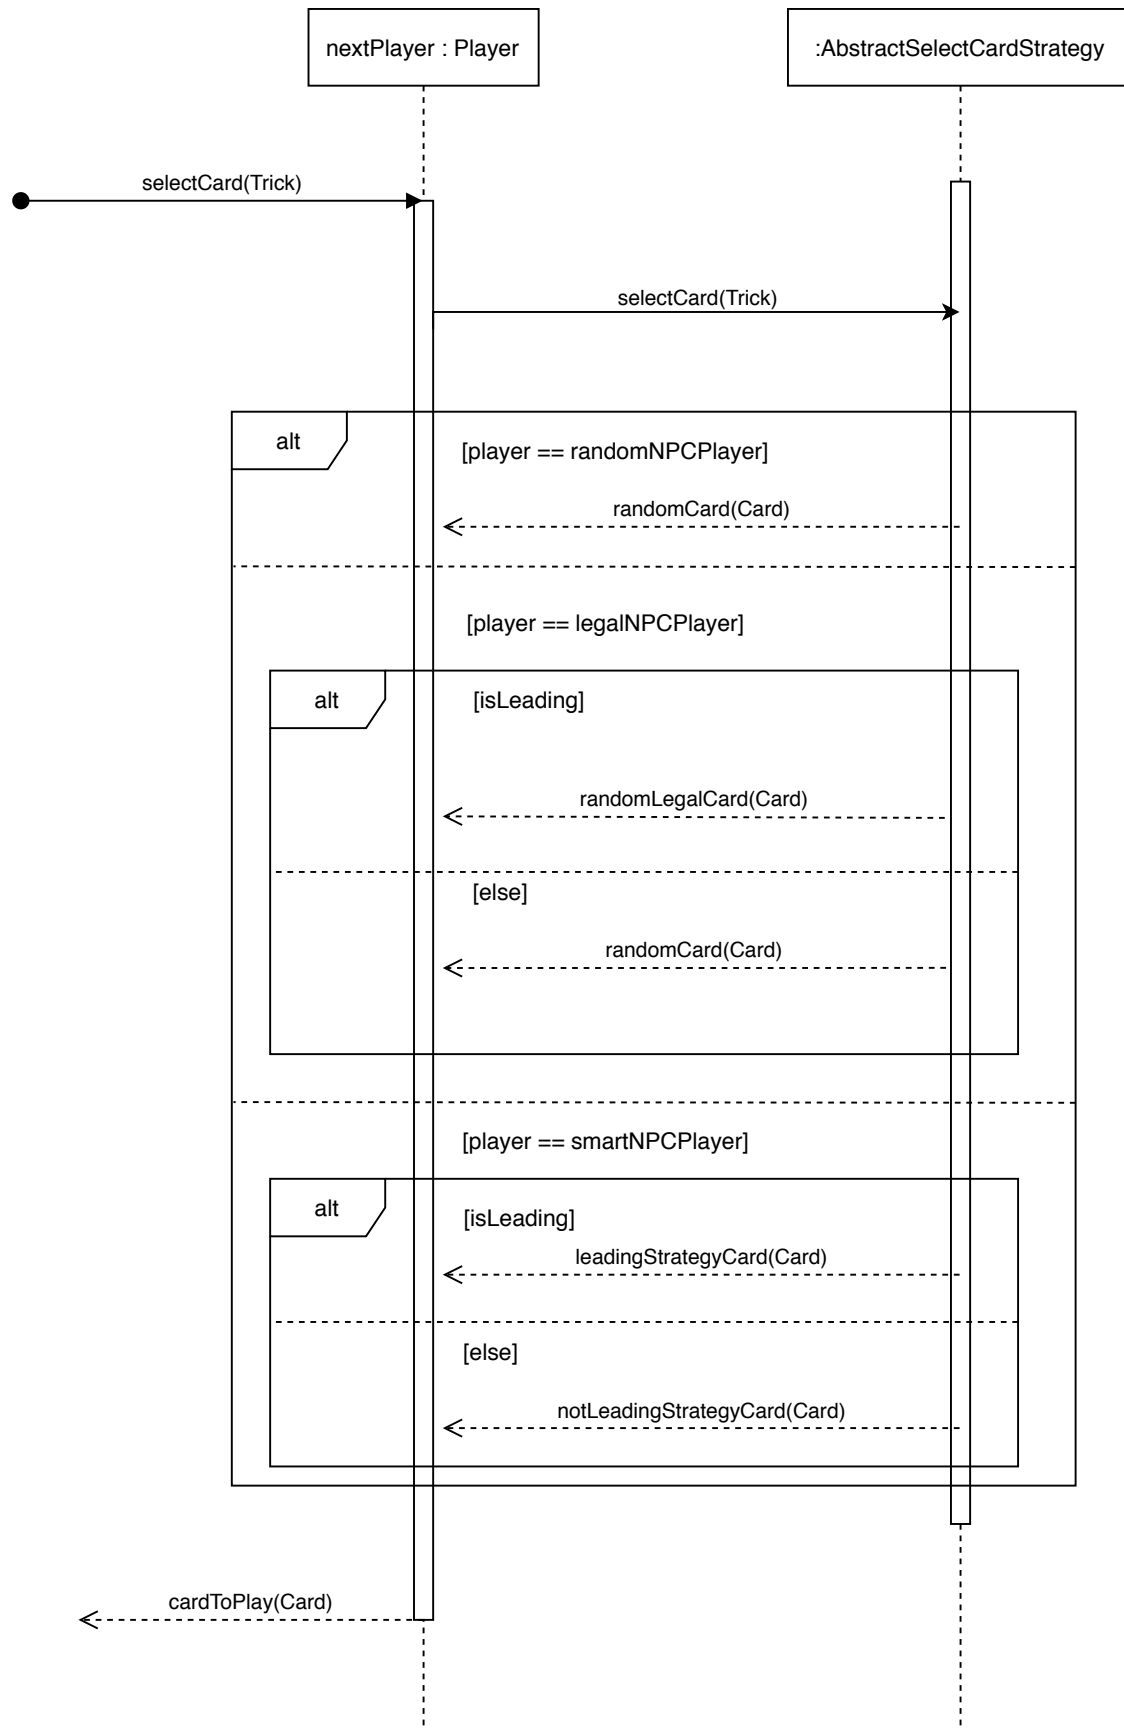 nextPlayer : Player
:AbstractSelectCardStrategy
selectCard(Trick)
selectCard(Trick)
alt
[player == randomNPCPlayer]
randomCard(Card)
[player == legalNPCPlayer]
alt
[isLeading]
randomLegalCard(Card)
[else]
randomCard(Card)
[player == smartNPCPlayer]
alt
[isLeading]
leadingStrategyCard(Card)
[else]
notLeadingStrategyCard(Card)
cardToPlay(Card)